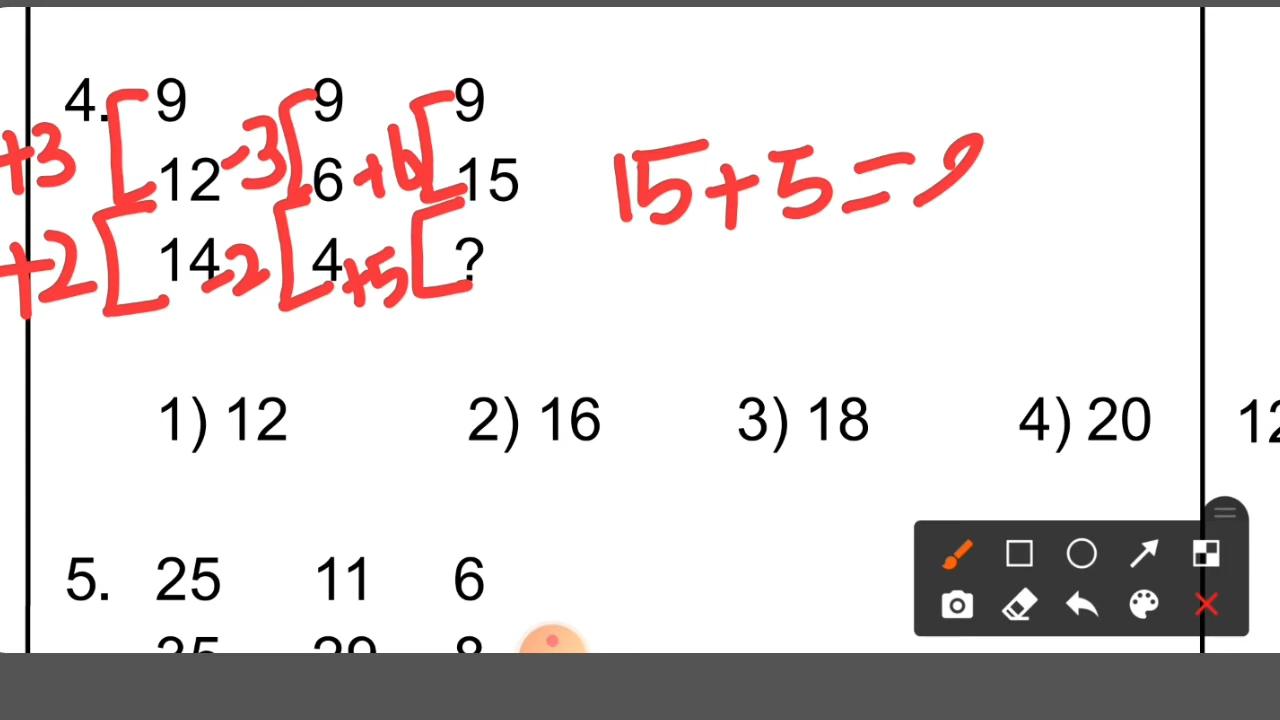 4. 9 9 9
+3 12 -3 6 +6 15 15+5=2
+2 14 -2 4 +5 ?
1) 12 2) 16 3) 18 4) 20 12
5. 25 11 6